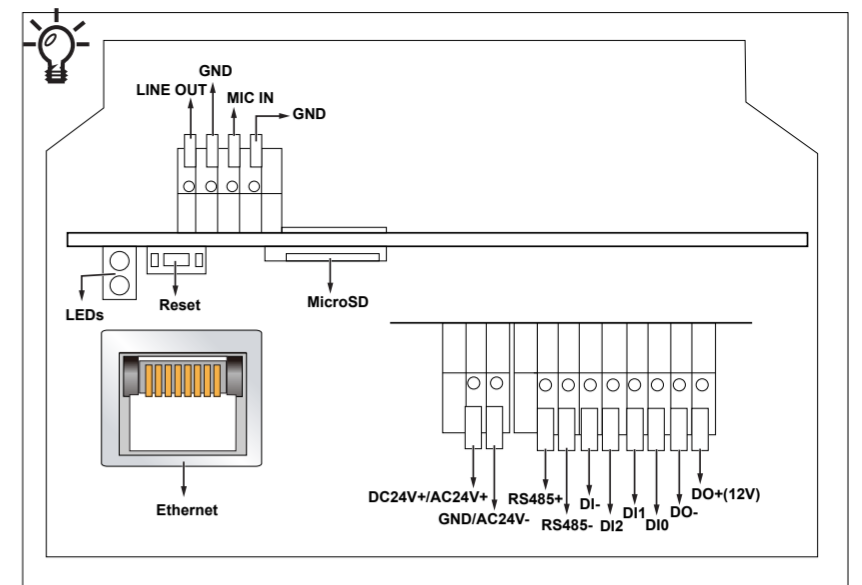 GND
LINE OUT
MIC IN
GND
LEDs
Reset
MicroSD
Ethernet
DC24V+/AC24V+
GND/AC24V-
RS485+
RS485-
DI-
DI2
DI1
DI0
DO-
DO+(12V)